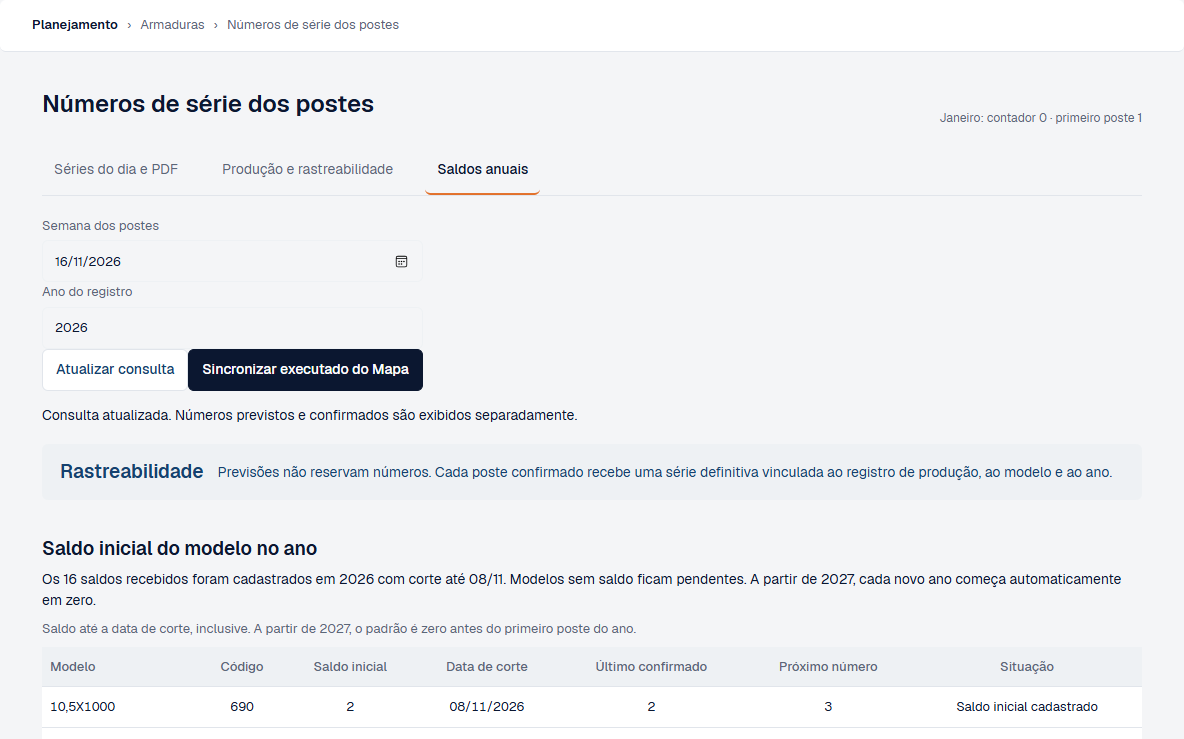 Planejamento › Armaduras › Números de série dos postes
Números de série dos postes
Janeiro: contador 0 · primeiro poste 1
Séries do dia e PDF Produção e rastreabilidade Saldos anuais
Semana dos postes
16/11/2026
Ano do registro
2026
Atualizar consulta Sincronizar executado do Mapa
Consulta atualizada. Números previstos e confirmados são exibidos separadamente.
Rastreabilidade Previsões não reservam números. Cada poste confirmado recebe uma série definitiva vinculada ao registro de produção, ao modelo e ao ano.
Saldo inicial do modelo no ano
Os 16 saldos recebidos foram cadastrados em 2026 com corte até 08/11. Modelos sem saldo ficam pendentes. A partir de 2027, cada novo ano começa automaticamente
em zero.
Saldo até a data de corte, inclusive. A partir de 2027, o padrão é zero antes do primeiro poste do ano.
Modelo Código Saldo inicial Data de corte Último confirmado Próximo número Situação
10,5X1000 690 2 08/11/2026 2 3 Saldo inicial cadastrado